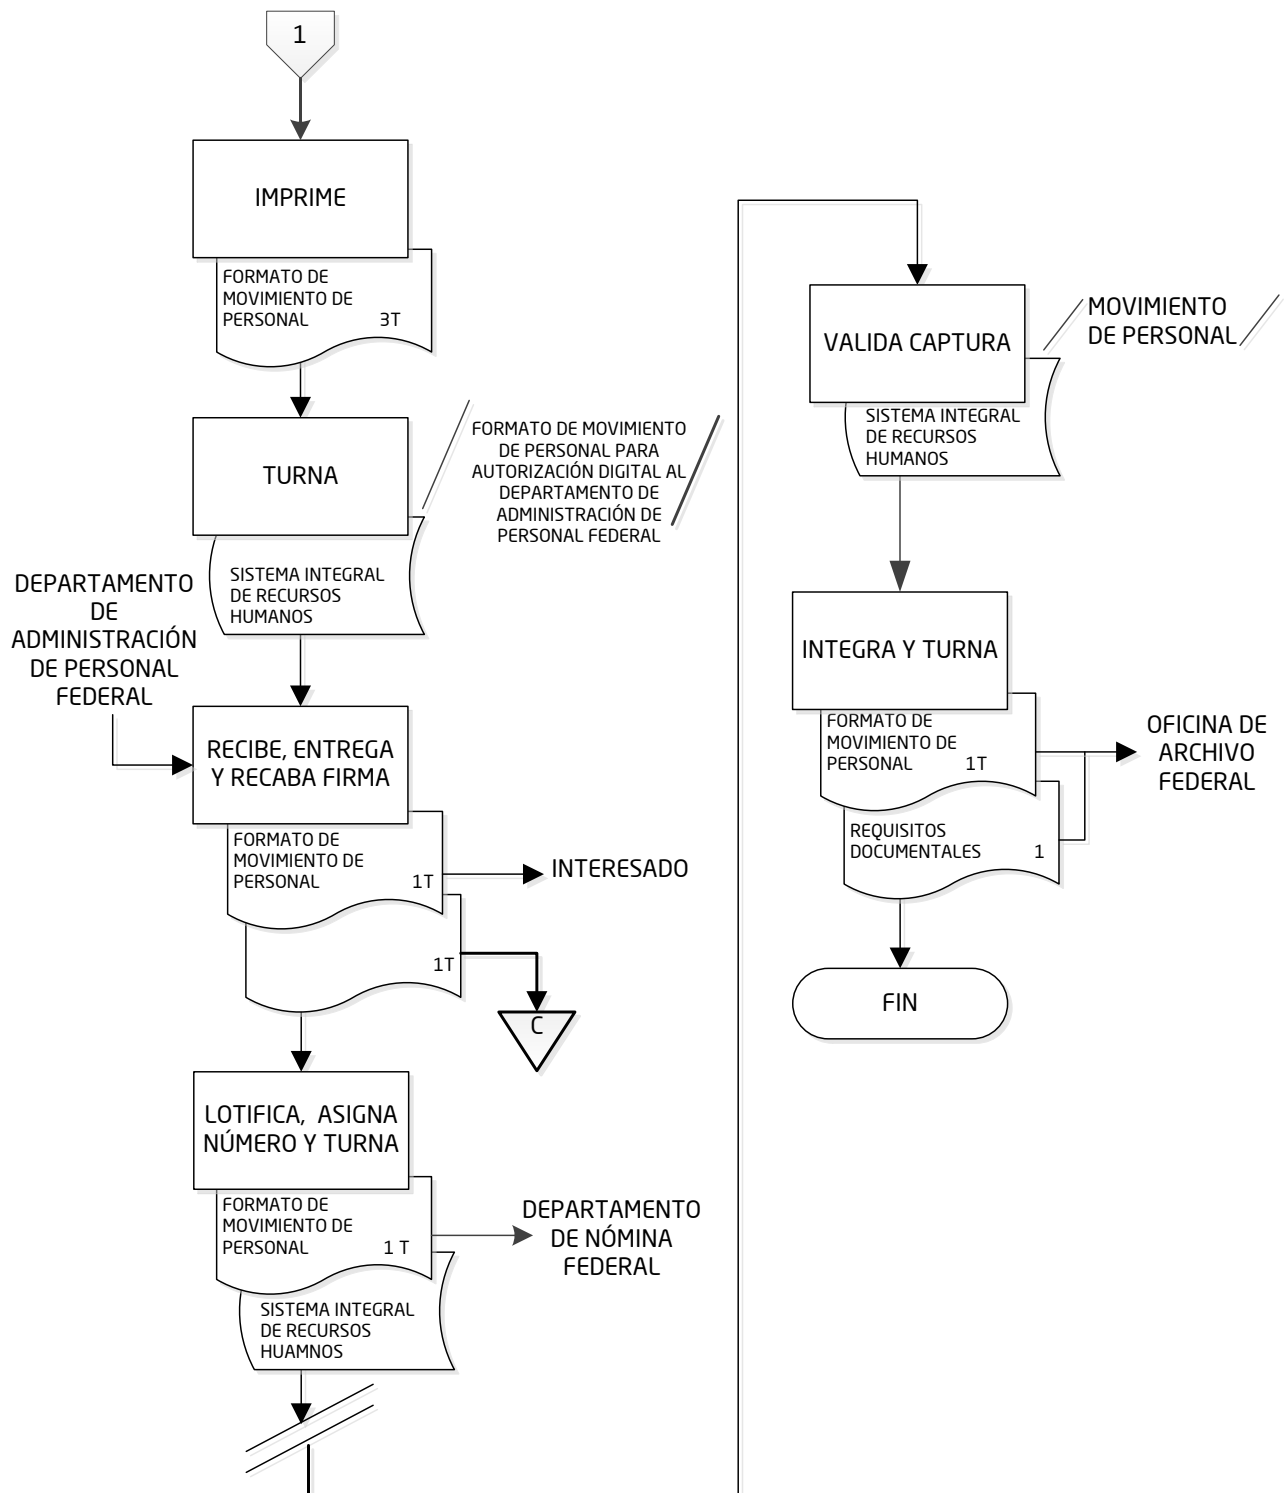 1
IMPRIME
FORMATO DE
MOVIMIENTO DE
PERSONAL 3T
TURNA
FORMATO DE MOVIMIENTO
DE PERSONAL PARA
AUTORIZACIÓN DIGITAL AL
DEPARTAMENTO DE
ADMINISTRACIÓN DE
PERSONAL FEDERAL
SISTEMA INTEGRAL
DE RECURSOS
HUMANOS
DEPARTAMENTO
DE
ADMINISTRACIÓN
DE PERSONAL
FEDERAL
RECIBE, ENTREGA
Y RECABA FIRMA
FORMATO DE
MOVIMIENTO DE
PERSONAL 1T
INTERESADO
1T
C
LOTIFICA, ASIGNA
NÚMERO Y TURNA
FORMATO DE
MOVIMIENTO DE
PERSONAL 1 T
DEPARTAMENTO
DE NÓMINA
FEDERAL
SISTEMA INTEGRAL
DE RECURSOS
HUAMNOS
VALIDA CAPTURA
MOVIMIENTO
DE PERSONAL
SISTEMA INTEGRAL
DE RECURSOS
HUMANOS
INTEGRA Y TURNA
FORMATO DE
MOVIMIENTO DE
PERSONAL 1T
OFICINA DE
ARCHIVO
FEDERAL
REQUISITOS
DOCUMENTALES 1
FIN